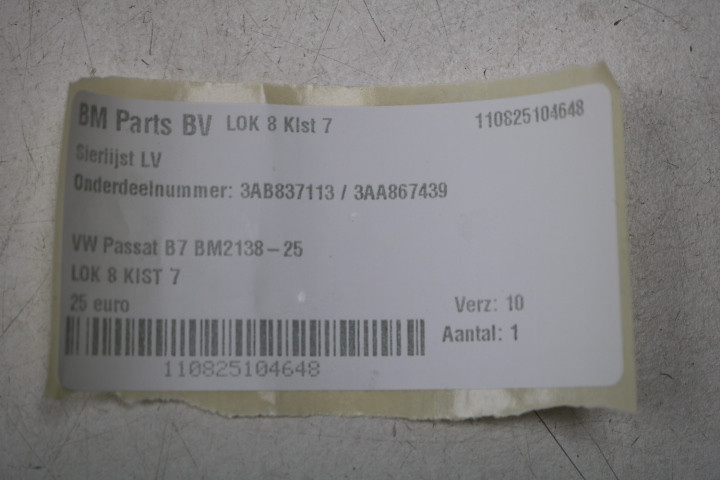 BM Parts BV LOK 8 Kist 7 110825104648
Sierlijst LV
Onderdeelnummer: 3AB837113 / 3AA867439
VW Passat B7 BM2138-25
LOK 8 KIST 7
25 euro
Verz: 10
Aantal: 1
110825104648